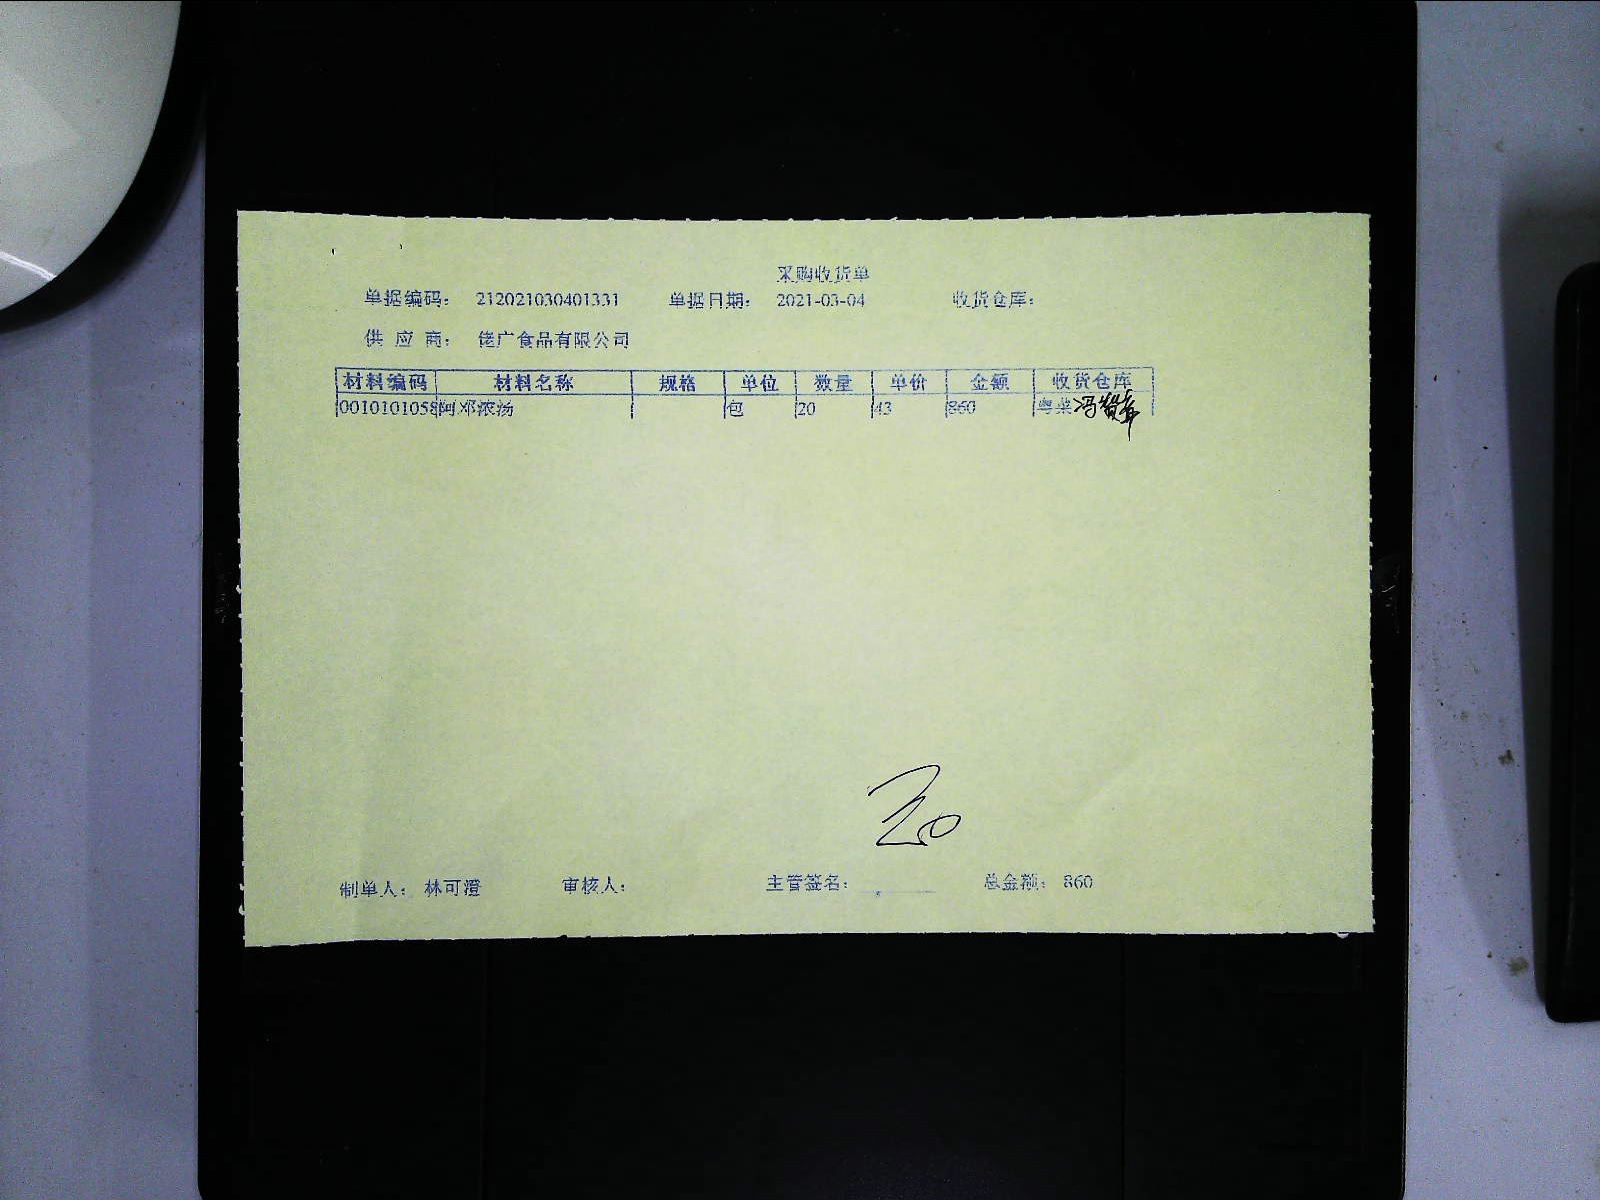 采购收货单
单据编码: 212021030401331 单据日期: 2021-03-04 收货仓库:
供 应 商: 铑广食品有限公司
材料编码 材料名称 规格 单位 数量 单价 金额 收货仓库
0010101058 阿邓浓汤 包 20 43 860 粤菜
制单人: 林可澄 审核人: 主管签名: 总金额: 860